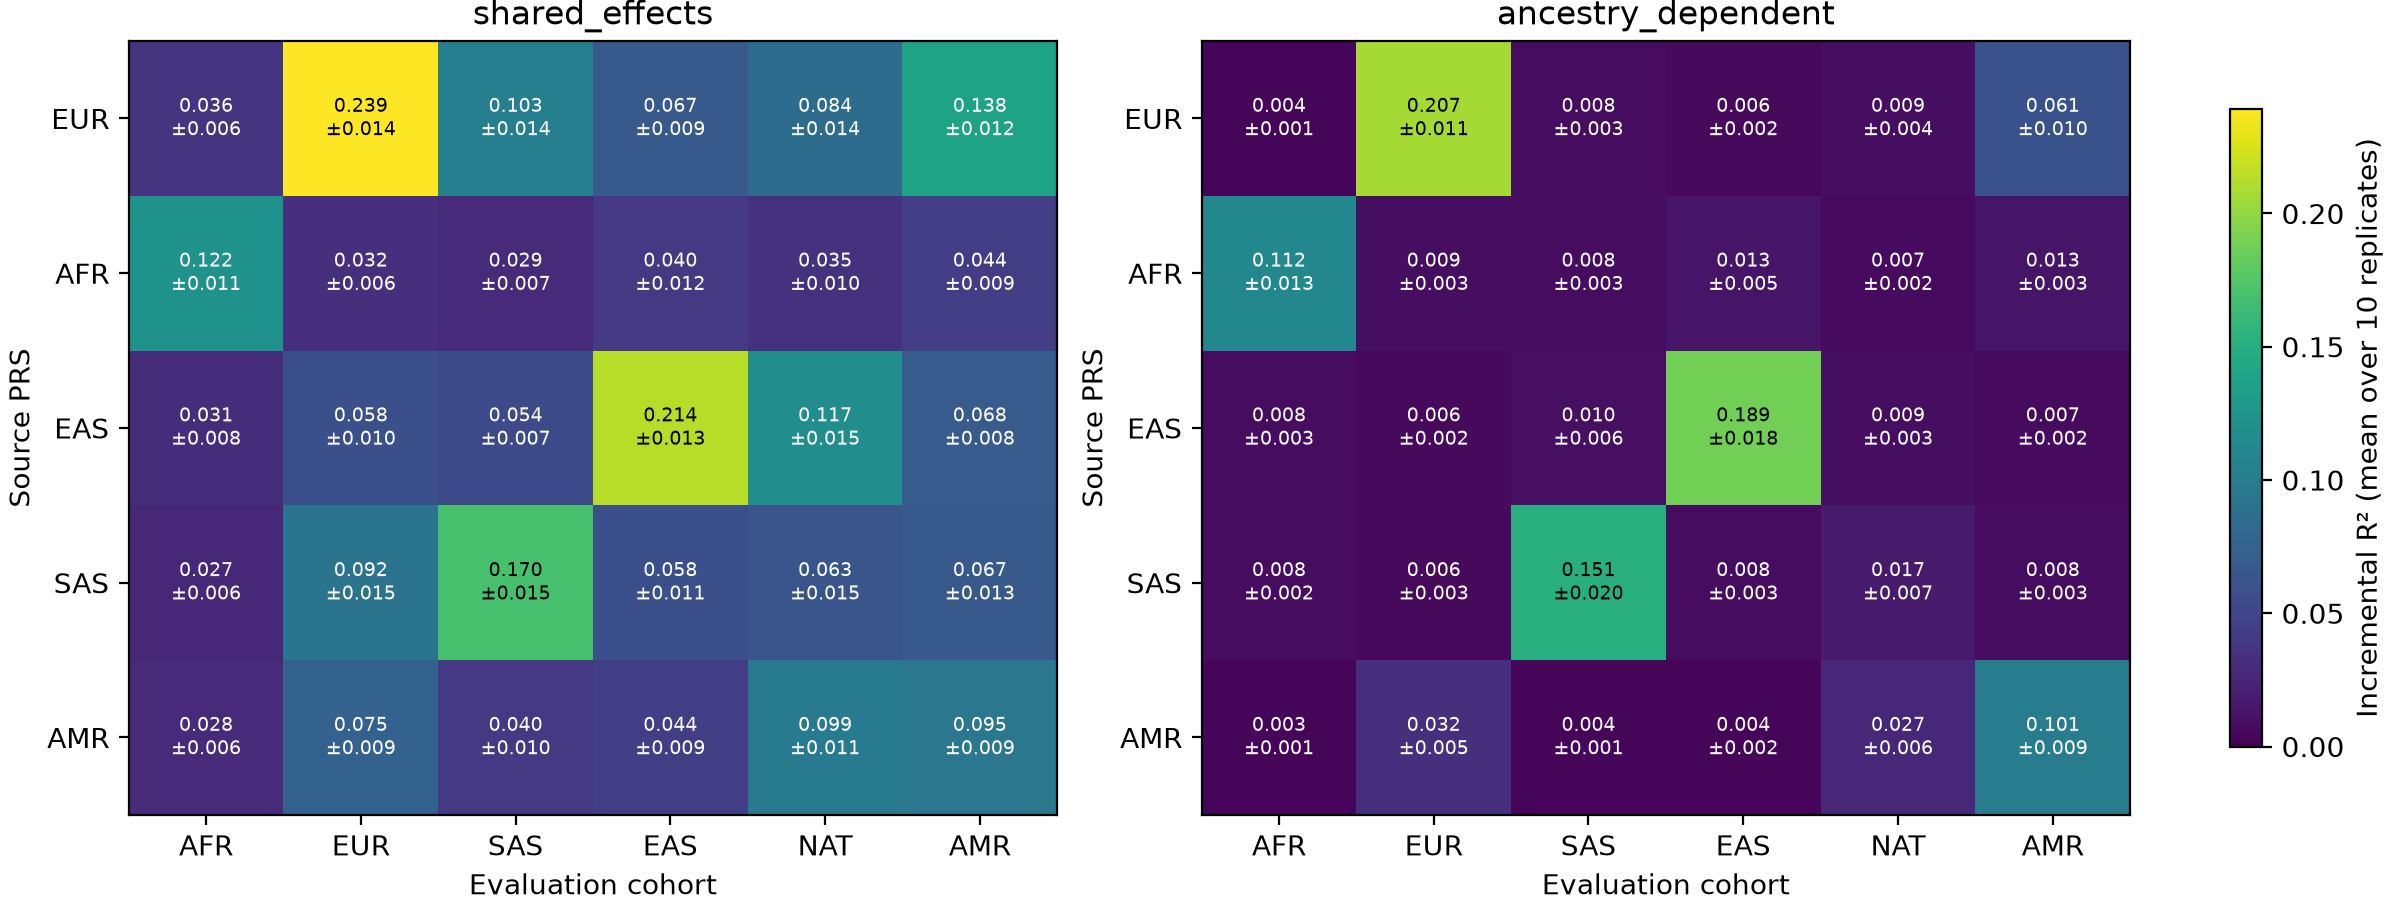 shared_effects
EUR
0.036 0.239 0.103 0.067 0.084 0.138
±0.006 ±0.014 ±0.014 ±0.009 ±0.014 ±0.012
AFR
0.122 0.032 0.029 0.040 0.035 0.044
±0.011 ±0.006 ±0.007 ±0.012 ±0.010 ±0.009
EAS
0.031 0.058 0.054 0.214 0.117 0.068
±0.008 ±0.010 ±0.007 ±0.013 ±0.015 ±0.008
SAS
0.027 0.092 0.170 0.058 0.063 0.067
±0.006 ±0.015 ±0.015 ±0.011 ±0.015 ±0.013
AMR
0.028 0.075 0.040 0.044 0.099 0.095
±0.006 ±0.009 ±0.010 ±0.009 ±0.011 ±0.009
AFR EUR SAS EAS NAT AMR
Evaluation cohort
Source PRS
ancestry_dependent
EUR
0.004 0.207 0.008 0.006 0.009 0.061
±0.001 ±0.011 ±0.003 ±0.002 ±0.004 ±0.010
AFR
0.112 0.009 0.008 0.013 0.007 0.013
±0.013 ±0.003 ±0.003 ±0.005 ±0.002 ±0.003
EAS
0.008 0.006 0.010 0.189 0.009 0.007
±0.003 ±0.002 ±0.006 ±0.018 ±0.003 ±0.002
SAS
0.008 0.006 0.151 0.008 0.017 0.008
±0.002 ±0.003 ±0.020 ±0.003 ±0.007 ±0.003
AMR
0.003 0.032 0.004 0.004 0.027 0.101
±0.001 ±0.005 ±0.001 ±0.002 ±0.006 ±0.009
AFR EUR SAS EAS NAT AMR
Evaluation cohort
Source PRS
0.20
0.15
0.10
0.05
0.00
Incremental R² (mean over 10 replicates)